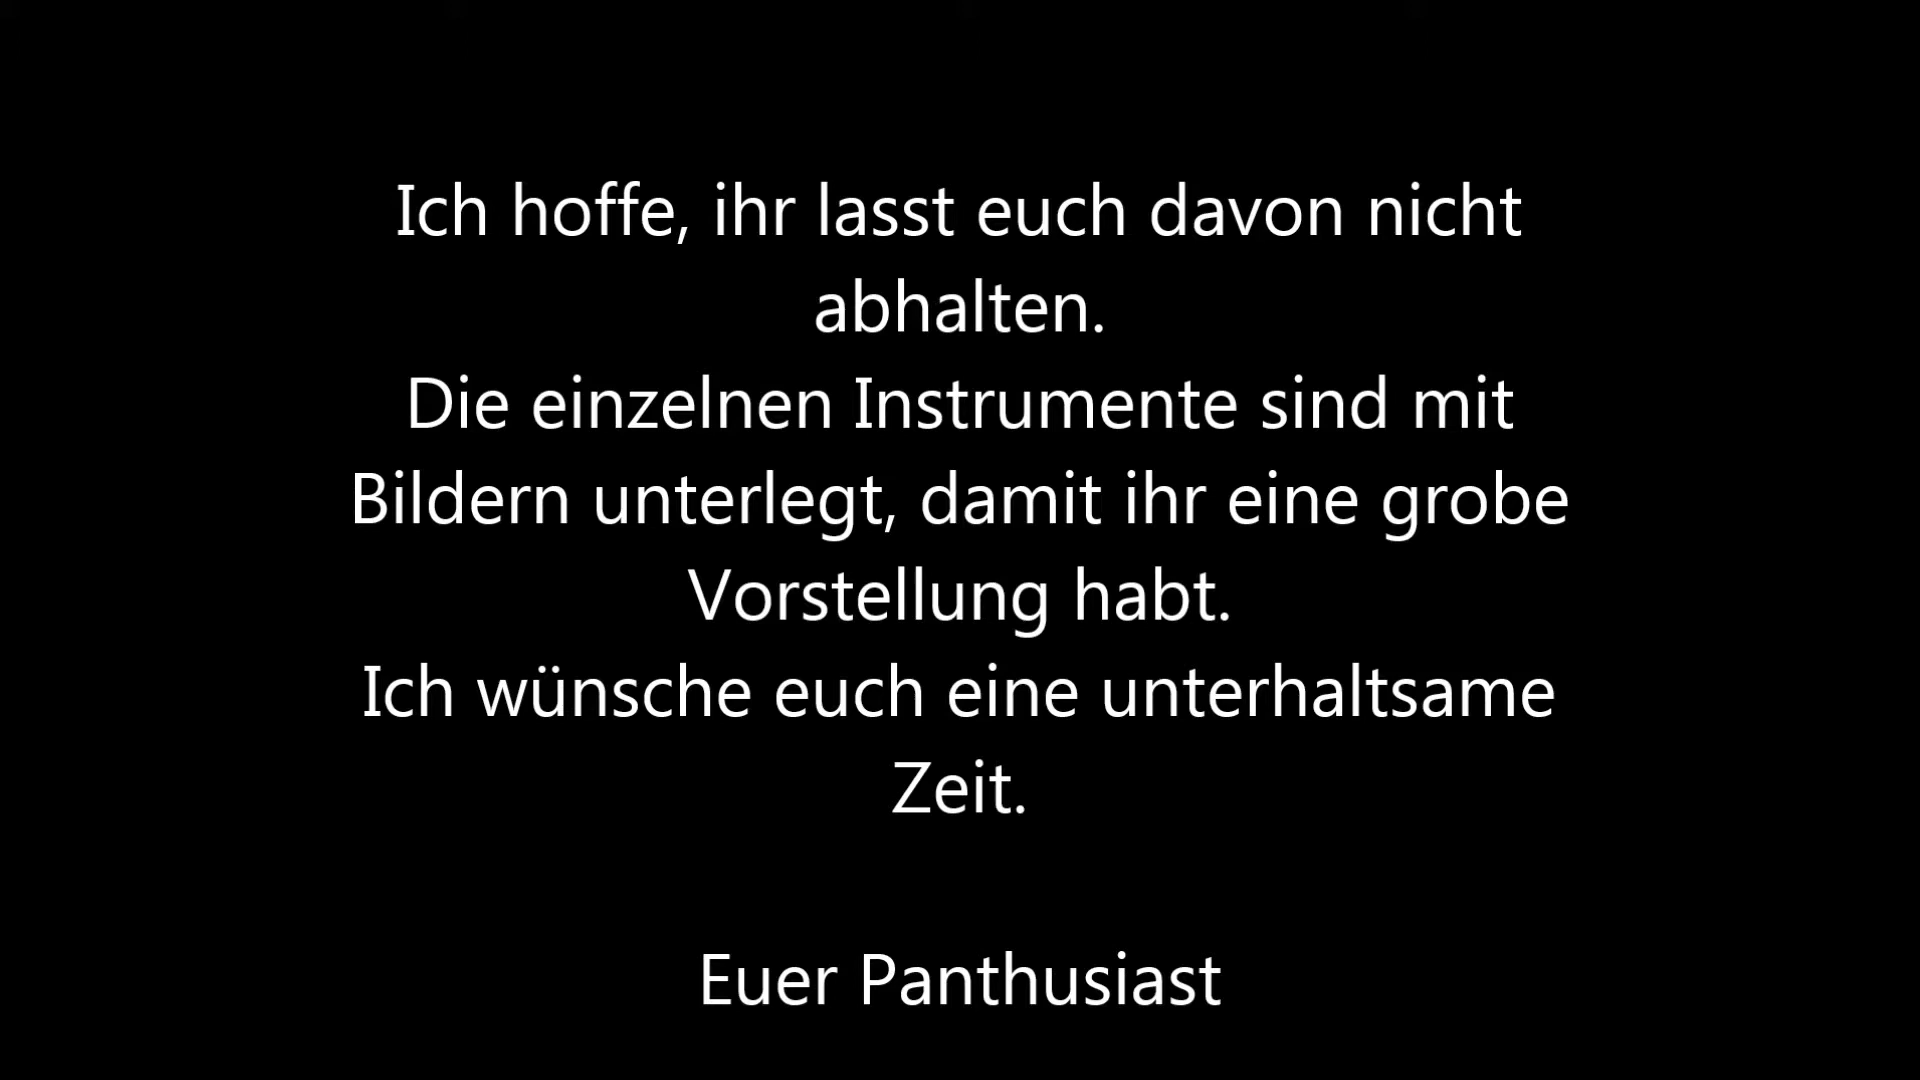 Ich hoffe, ihr lasst euch davon nicht
abhalten.
Die einzelnen Instrumente sind mit
Bildern unterlegt, damit ihr eine grobe
Vorstellung habt.
Ich wünsche euch eine unterhaltsame
Zeit.
Euer Panthusiast